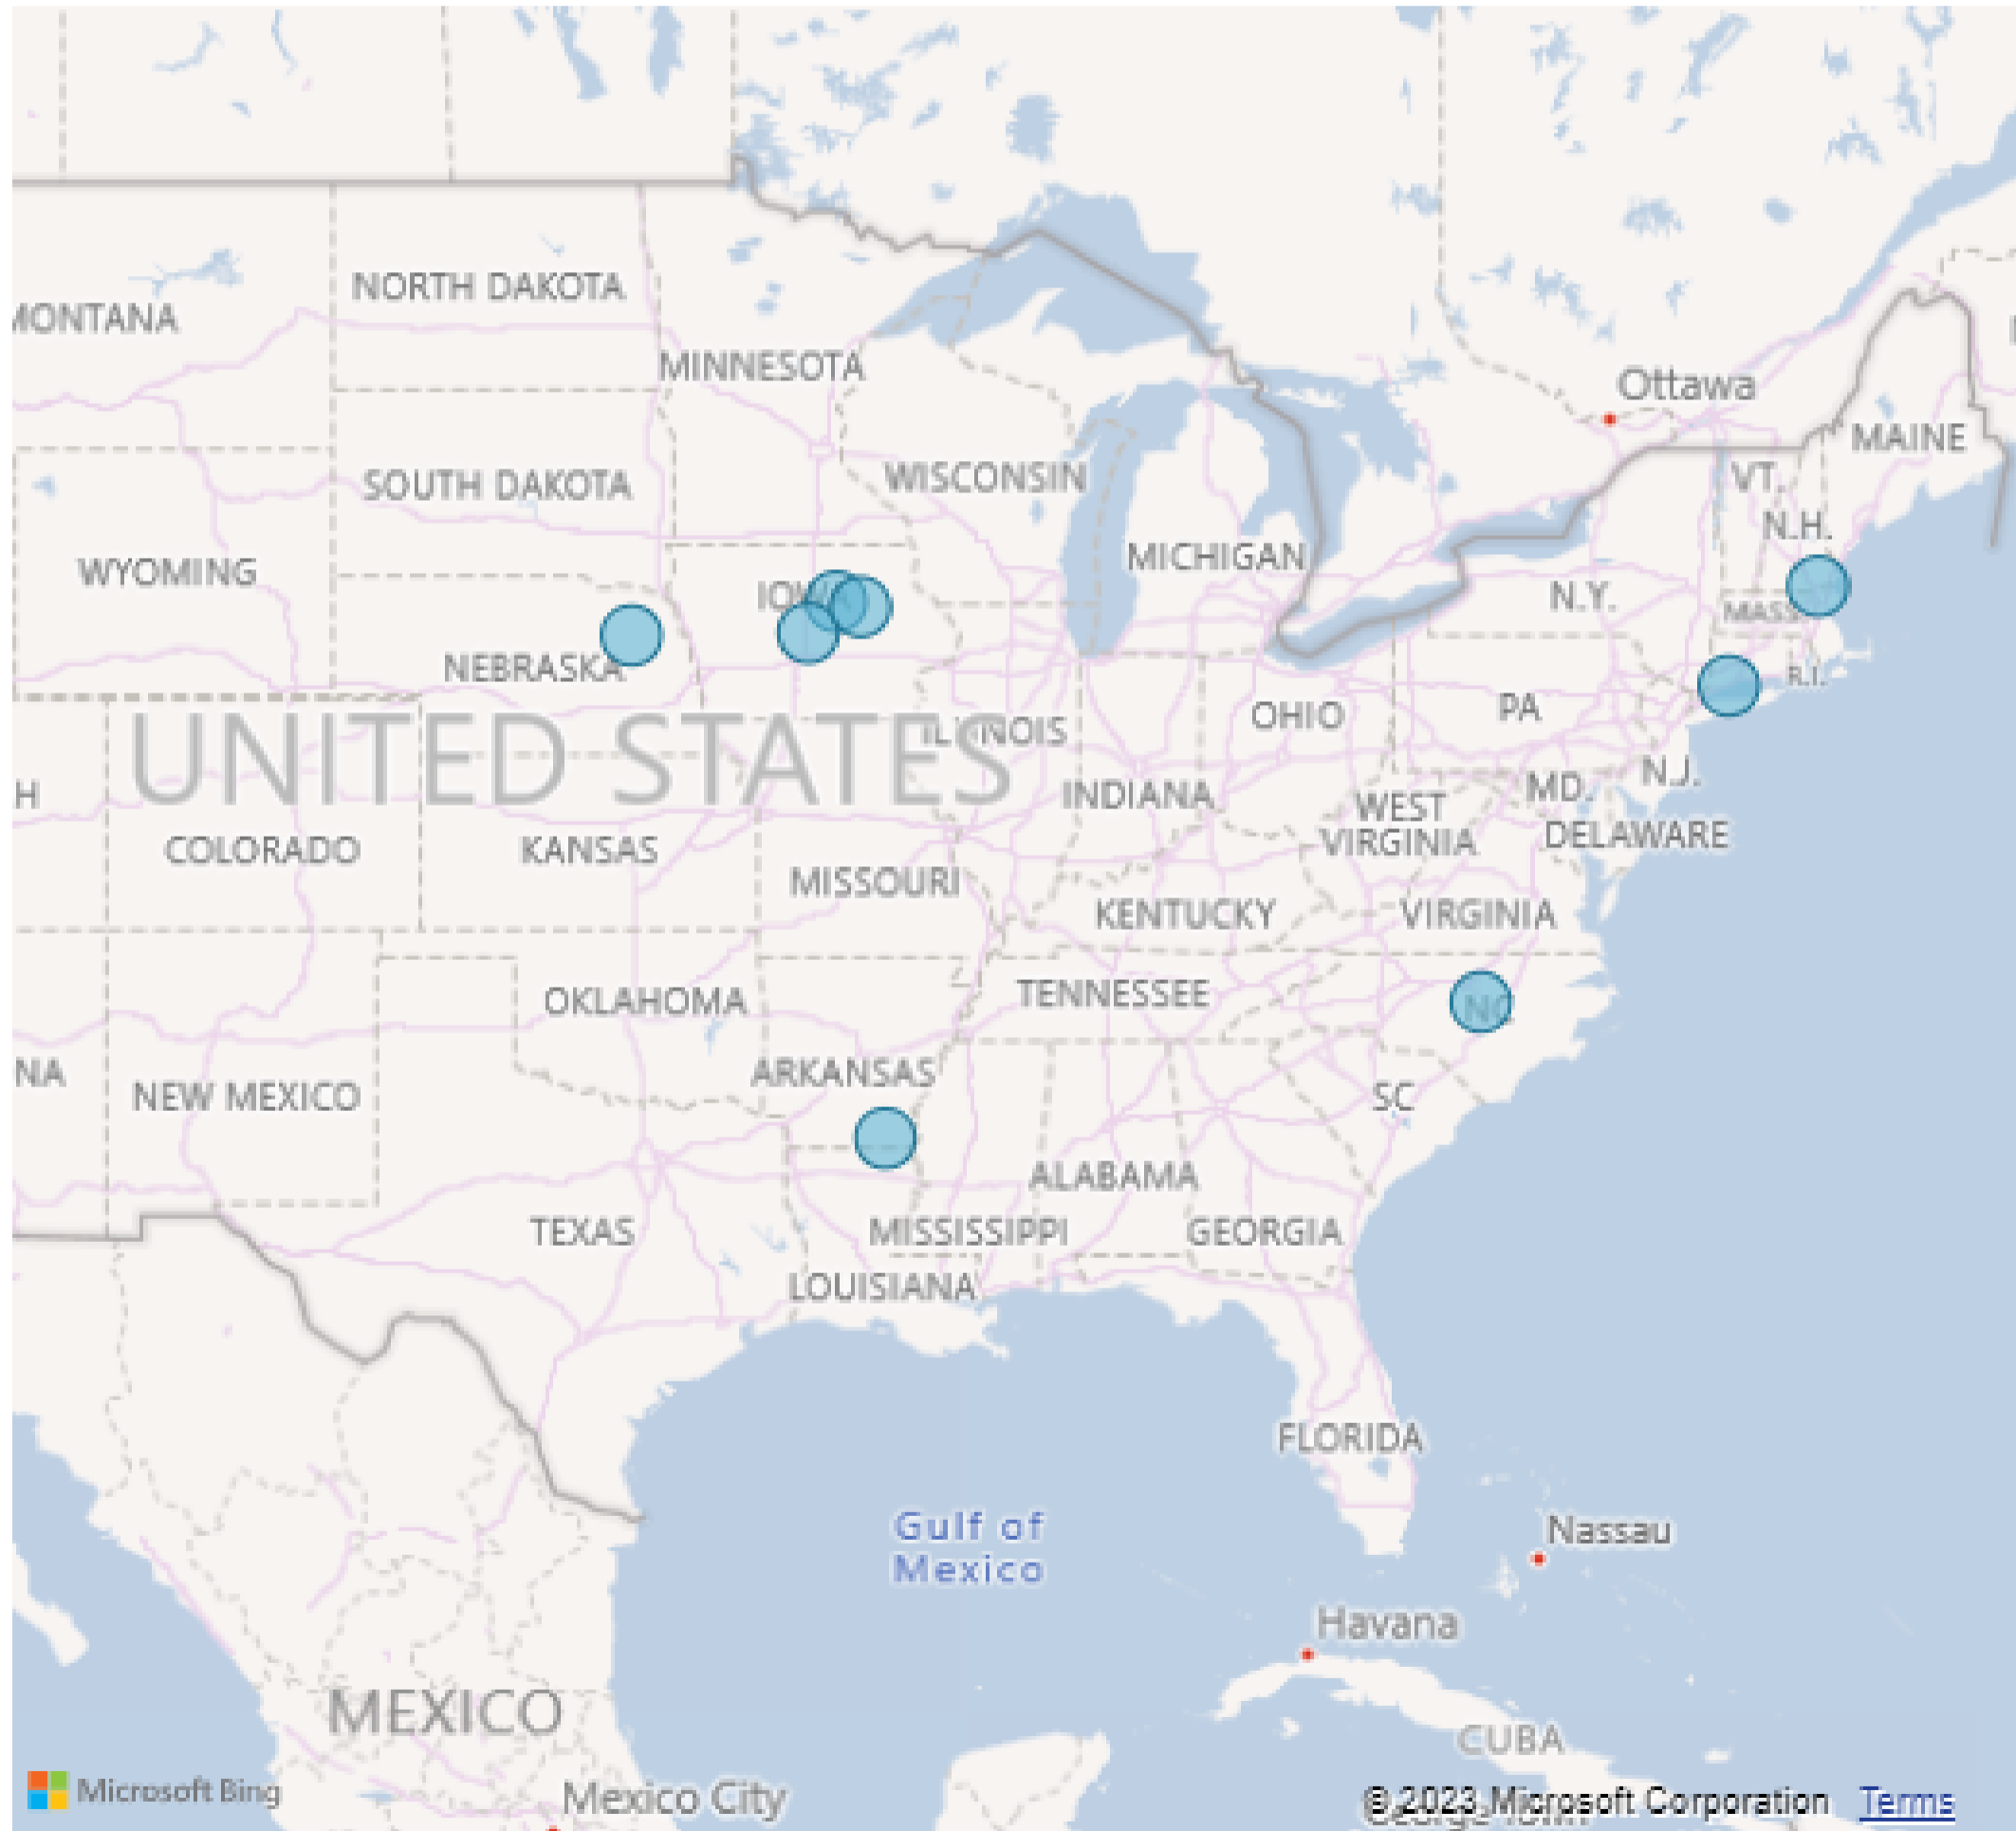 NORTH DAKOTA
MONTANA
MINNESOTA
Ottawa
MAINE
SOUTH DAKOTA
WISCONSIN
VT.
N.H.
WYOMING
MICHIGAN
N.Y.
MASS
NEBRASKA
R.I.
UNITED STATES
ILLINOIS
OHIO
PA
H
INDIANA
MD.
N.J.
WEST
VIRGINIA
DELAWARE
COLORADO
KANSAS
MISSOURI
KENTUCKY
VIRGINIA
OKLAHOMA
TENNESSEE
NC
NA
NEW MEXICO
ARKANSAS
SC
ALABAMA
TEXAS
MISSISSIPPI
GEORGIA
LOUISIANA
FLORIDA
Gulf of
Mexico
Nassau
Havana
MEXICO
CUBA
Microsoft Bing
Mexico City
© 2023 Microsoft Corporation Terms